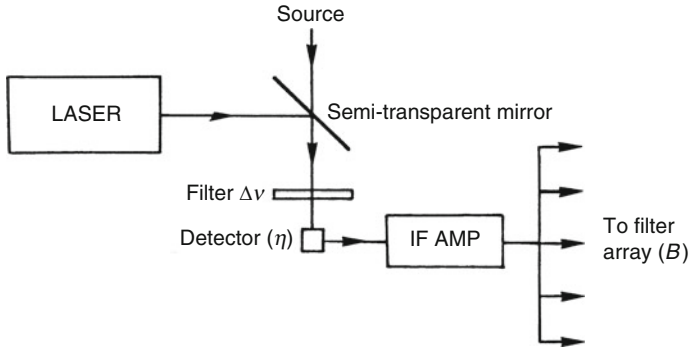 Source
LASER
Semi-transparent mirror
Filter Δν
Detector (η)
IF AMP
To filter
array (B)